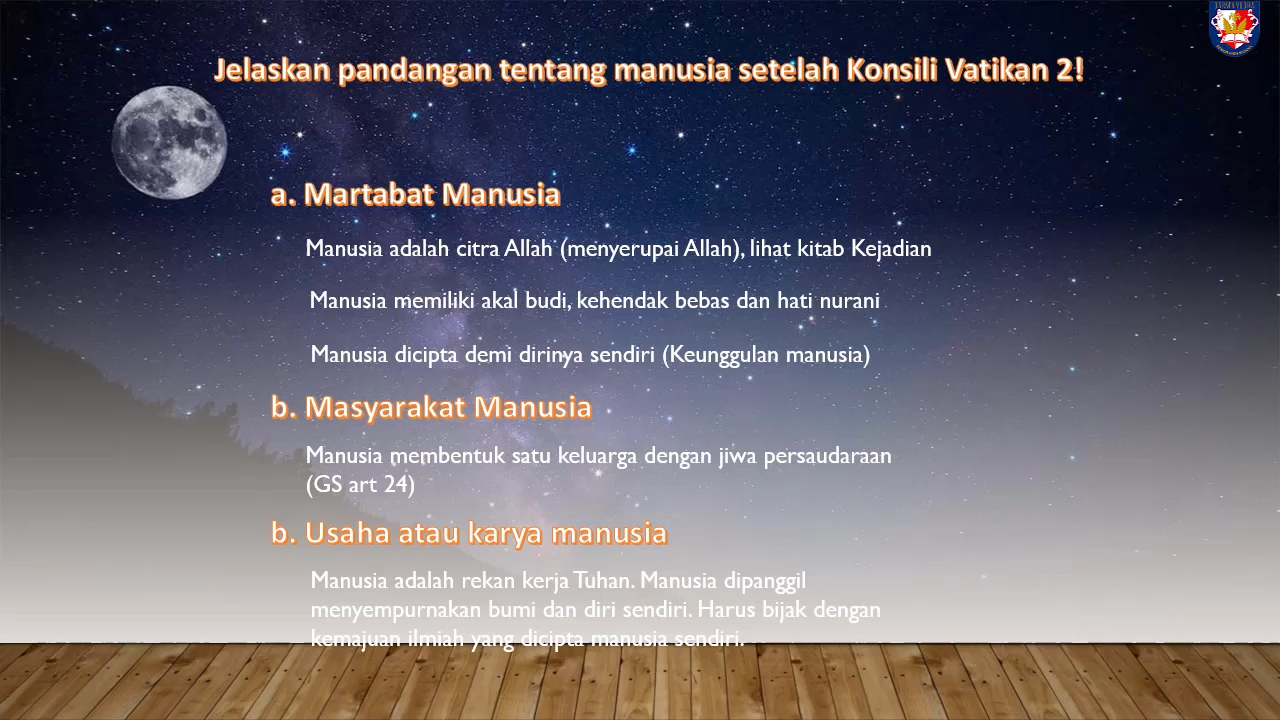 Jelaskan pandangan tentang manusia setelah Konsili Vatikan 2!
a. Martabat Manusia
Manusia adalah citra Allah (menyerupai Allah), lihat kitab Kejadian
Manusia memiliki akal budi, kehendak bebas dan hati nurani
Manusia dicipta demi dirinya sendiri (Keunggulan manusia)
b. Masyarakat Manusia
Manusia membentuk satu keluarga dengan jiwa persaudaraan
(GS art 24)
b. Usaha atau karya manusia
Manusia adalah rekan kerja Tuhan. Manusia dipanggil
menyempurnakan bumi dan diri sendiri. Harus bijak dengan
kemajuan ilmiah yang dicipta manusia sendiri.